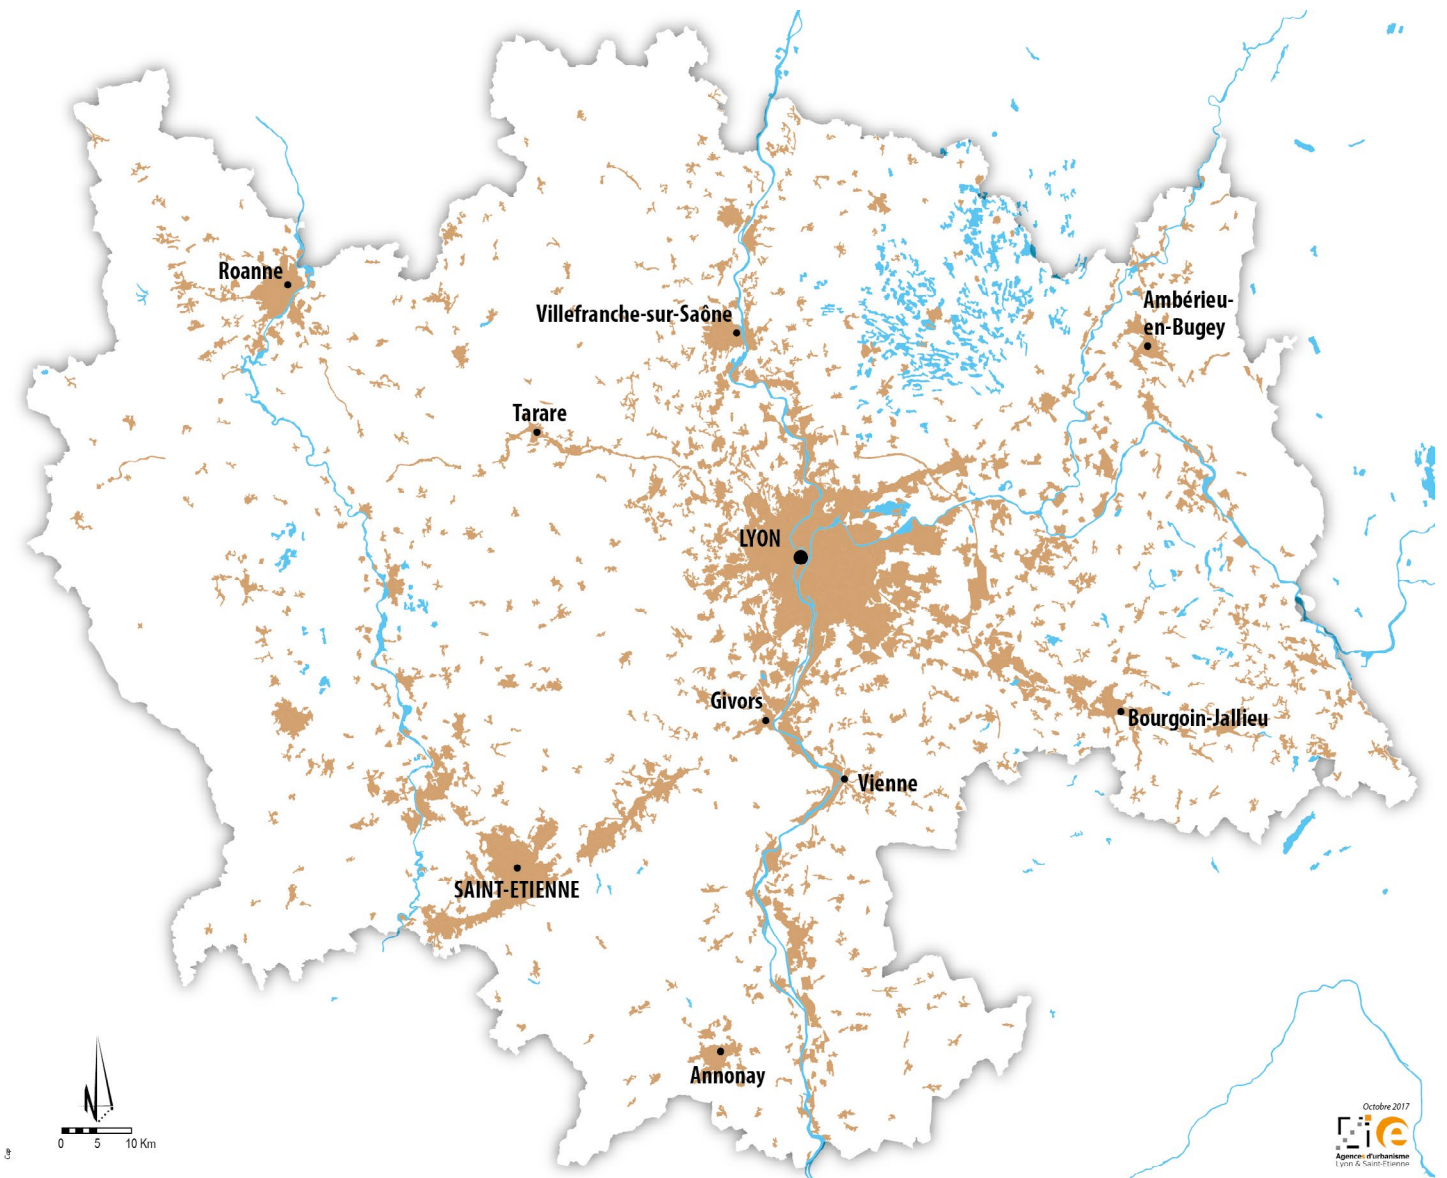 Roanne
Ambérieu-
en-Bugey
Villefranche-sur-Saône
Tarare
LYON
Givors
Bourgoin-Jallieu
Vienne
SAINT-ETIENNE
Annonay
N
0 5 10 Km
Octobre 2017
Agences d'urbanisme
Lyon & Saint-Etienne